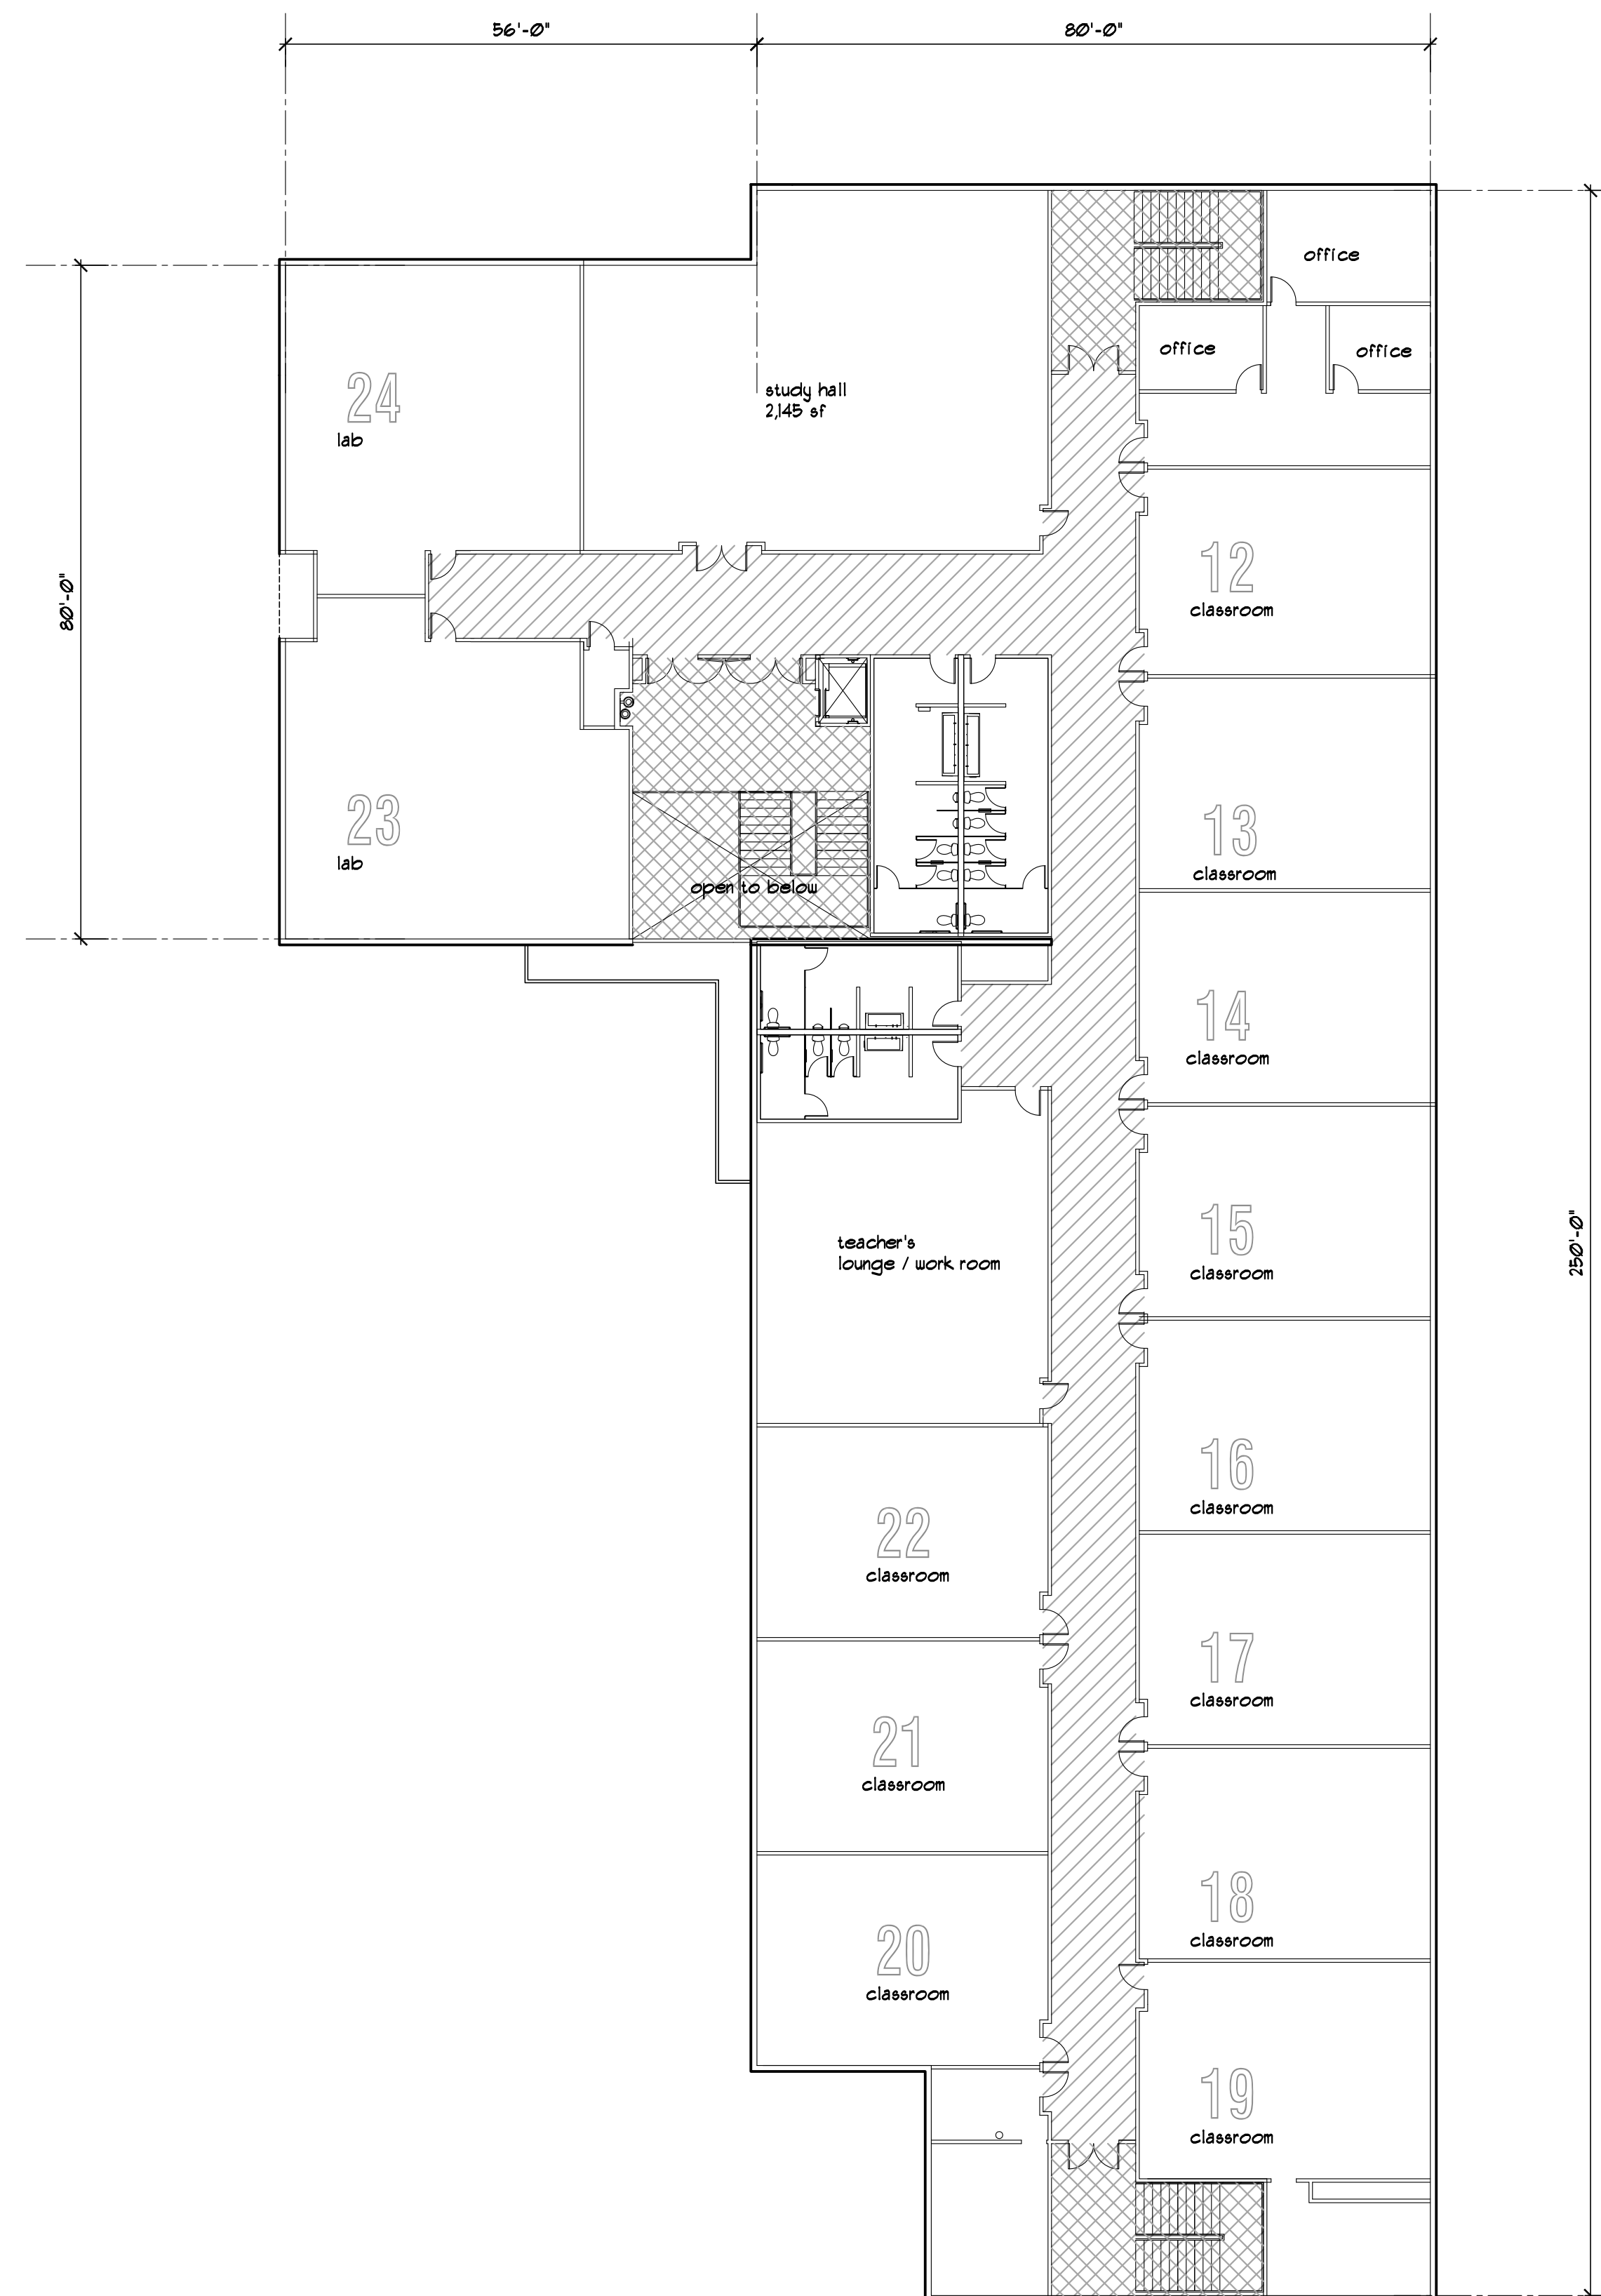 56'-0"
80'-0"
office
office
office
24
lab
study hall
2,145 sf
12
classroom
80'-0"
23
lab
13
classroom
open to below
14
classroom
15
classroom
250'-0"
teacher's
lounge / work room
16
classroom
22
classroom
17
classroom
21
classroom
18
classroom
20
classroom
19
classroom